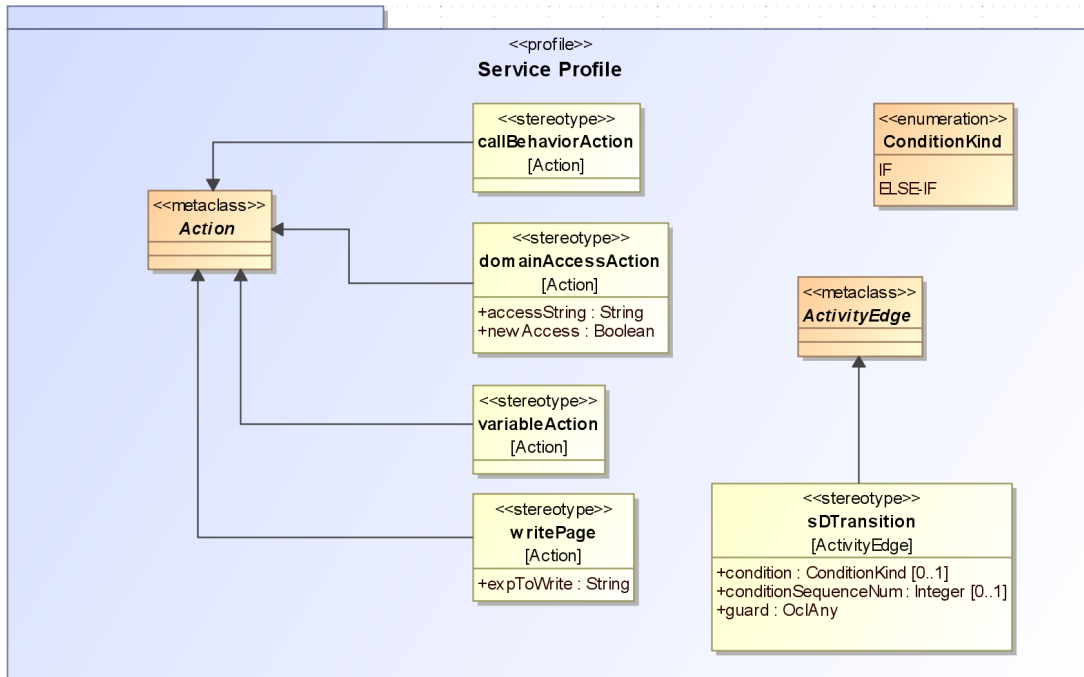 <<profile>>
Service Profile
<<stereotype>>
callBehaviorAction
[Action]
<<enumeration>>
ConditionKind
IF
ELSE-IF
<<metaclass>>
Action
<<stereotype>>
domainAccessAction
[Action]
+accessString : String
+newAccess : Boolean
<<metaclass>>
ActivityEdge
<<stereotype>>
variableAction
[Action]
<<stereotype>>
writePage
[Action]
+expToWrite : String
<<stereotype>>
sDTransition
[ActivityEdge]
+condition : ConditionKind [0..1]
+conditionSequenceNum : Integer [0..1]
+guard : OclAny